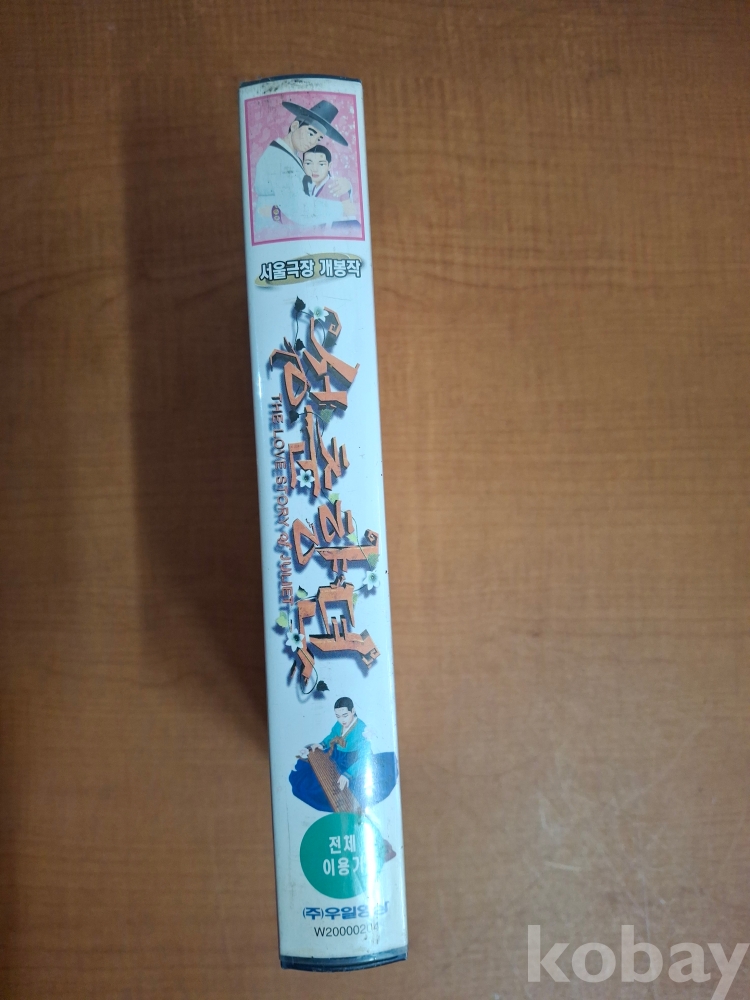 서울극장 개봉작
성춘향뎐
THE LOVE STORY Of JULIET
전체
이용가
(주)우일영상
kobay